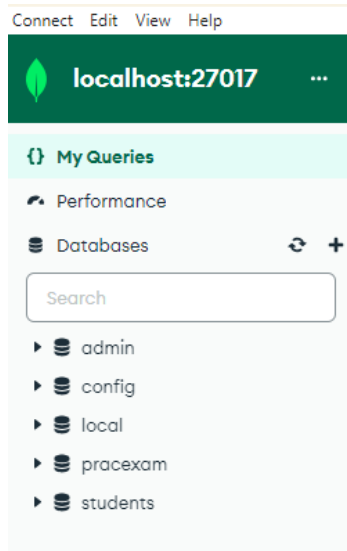 Connect Edit View Help
localhost:27017 ...
{} My Queries
Performance
Databases
Search
admin
config
local
pracexam
students